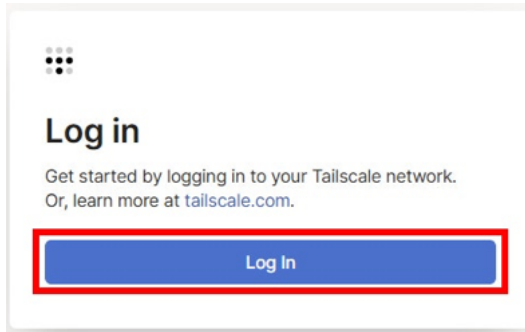 Log in
Get started by logging in to your Tailscale network.
Or, learn more at tailscale.com.
Log In